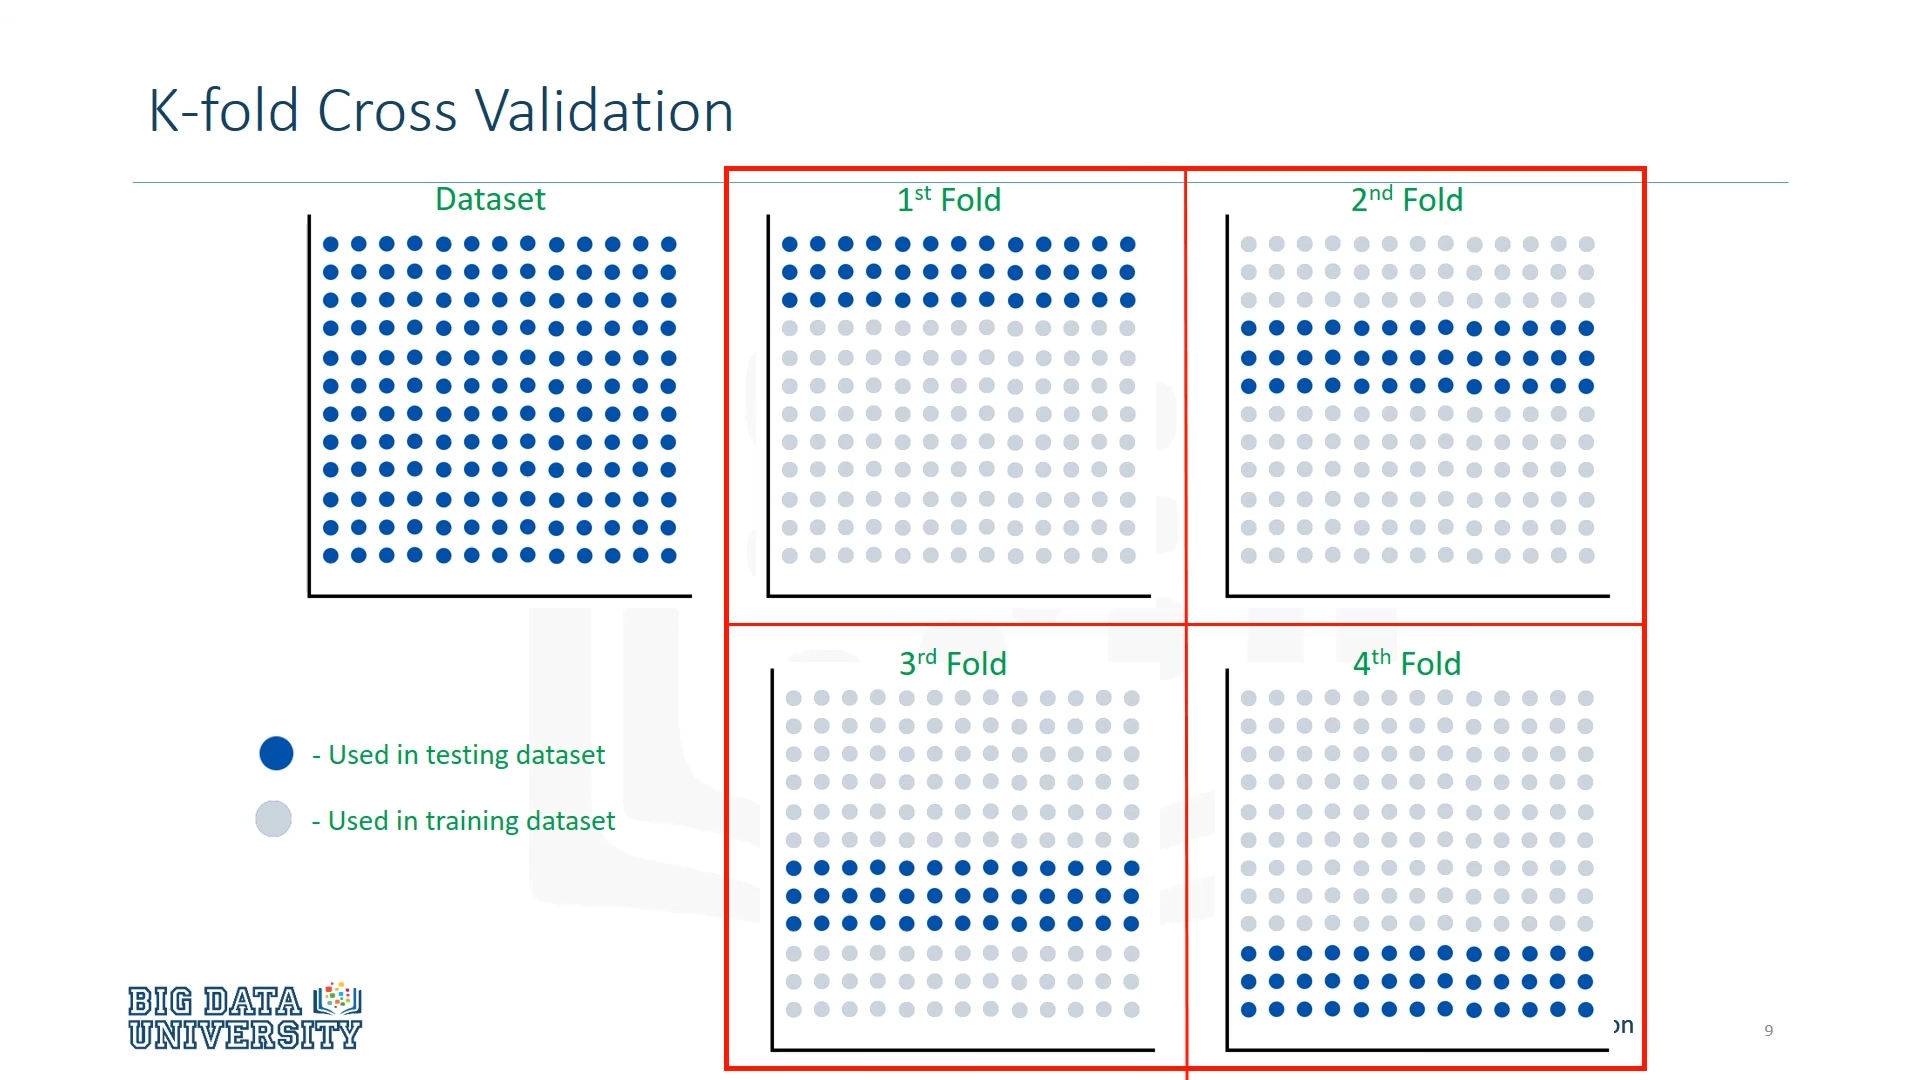 K-fold Cross Validation
Dataset
1st Fold
2nd Fold
3rd Fold
4th Fold
- Used in testing dataset
- Used in training dataset
BIG DATA
UNIVERSITY
on
9